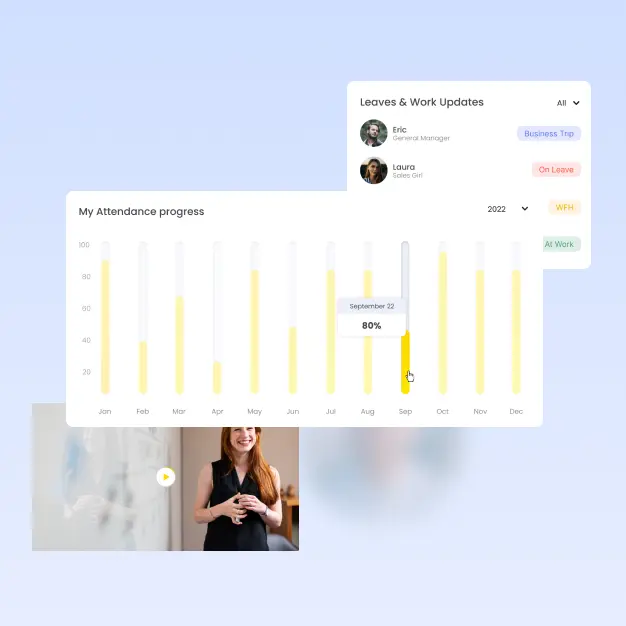 Leaves & Work Updates
All
Eric
General Manager
Business Trip
Laura
Sales Girl
On Leave
My Attendance progress
2022
WFH
At Work
100
80
60
40
20
September 22
80%
Jan Feb Mar Apr May Jun Jul Aug Sep Oct Nov Dec